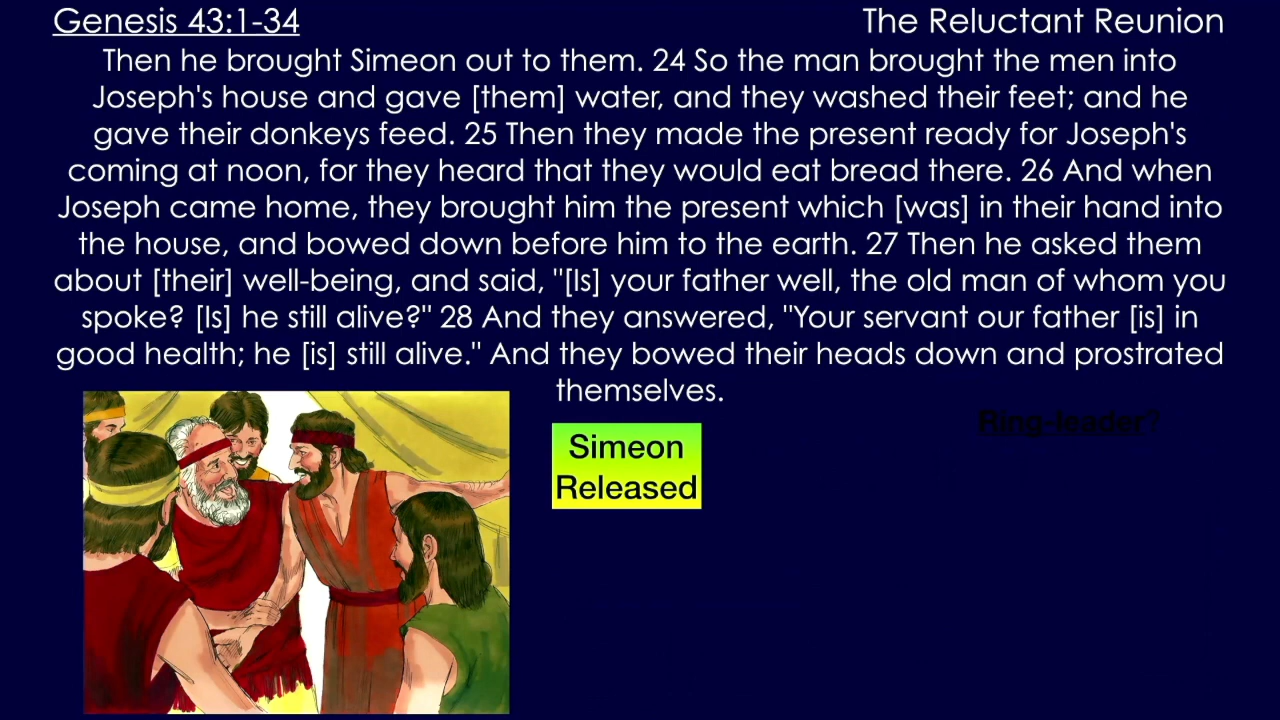 Genesis 43:1-34
The Reluctant Reunion
Then he brought Simeon out to them. 24 So the man brought the men into
Joseph's house and gave [them] water, and they washed their feet; and he
gave their donkeys feed. 25 Then they made the present ready for Joseph's
coming at noon, for they heard that they would eat bread there. 26 And when
Joseph came home, they brought him the present which [was] in their hand into
the house, and bowed down before him to the earth. 27 Then he asked them
about [their] well-being, and said, "[Is] your father well, the old man of whom you
spoke? [Is] he still alive?" 28 And they answered, "Your servant our father [is] in
good health; he [is] still alive." And they bowed their heads down and prostrated
themselves.
Ring-leader?
Simeon
Released